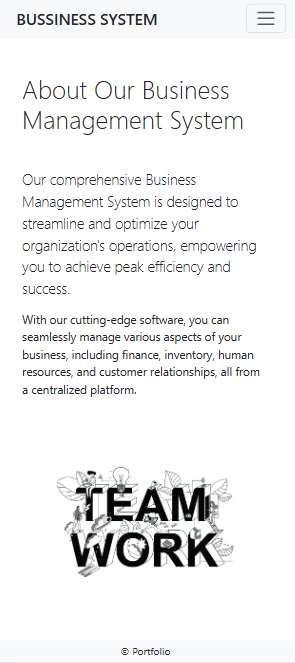 BUSSINESS SYSTEM
About Our Business
Management System
Our comprehensive Business
Management System is designed to
streamline and optimize your
organization's operations, empowering
you to achieve peak efficiency and
success.
With our cutting-edge software, you can
seamlessly manage various aspects of your
business, including finance, inventory, human
resources, and customer relationships, all from
a centralized platform.
TEAM
WORK
© Portfolio